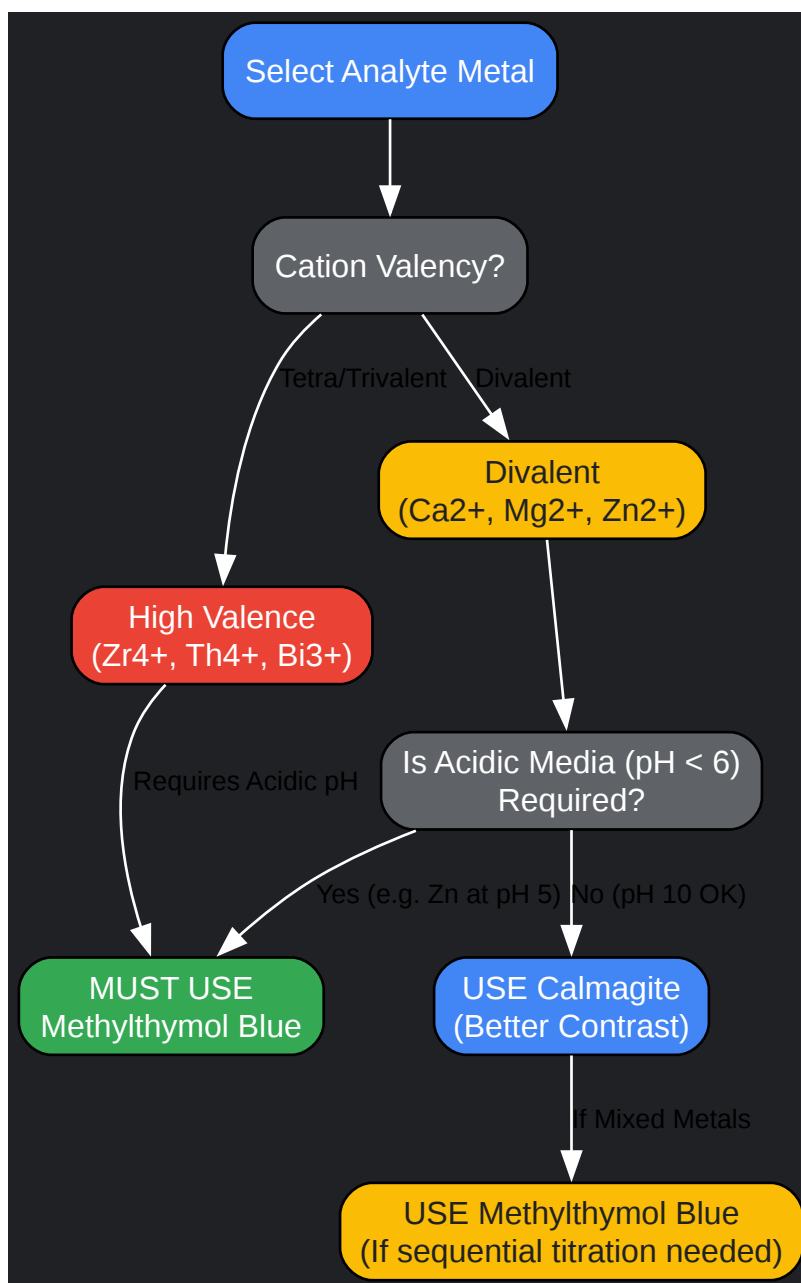 Select Analyte Metal
Cation Valency?
Tetra/Trivalent
Divalent
Divalent
(Ca2+, Mg2+, Zn2+)
High Valence
(Zr4+, Th4+, Bi3+)
Requires Acidic pH
Is Acidic Media (pH < 6)
Required?
Yes (e.g. Zn at pH 5)
No (pH 10 OK)
MUST USE
Methylthymol Blue
USE Calmagite
(Better Contrast)
If Mixed Metals
USE Methylthymol Blue
(If sequential titration needed)